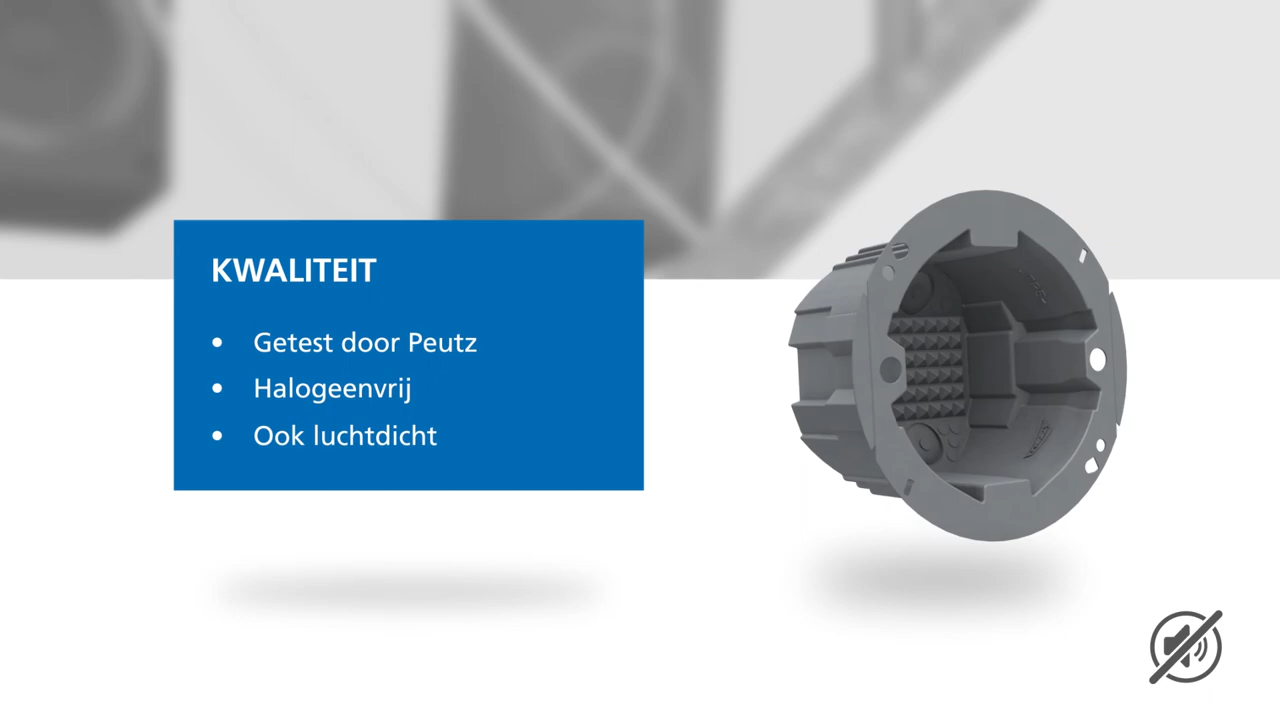 KWALITEIT
• Getest door Peutz
• Halogeenvrij
• Ook luchtdicht